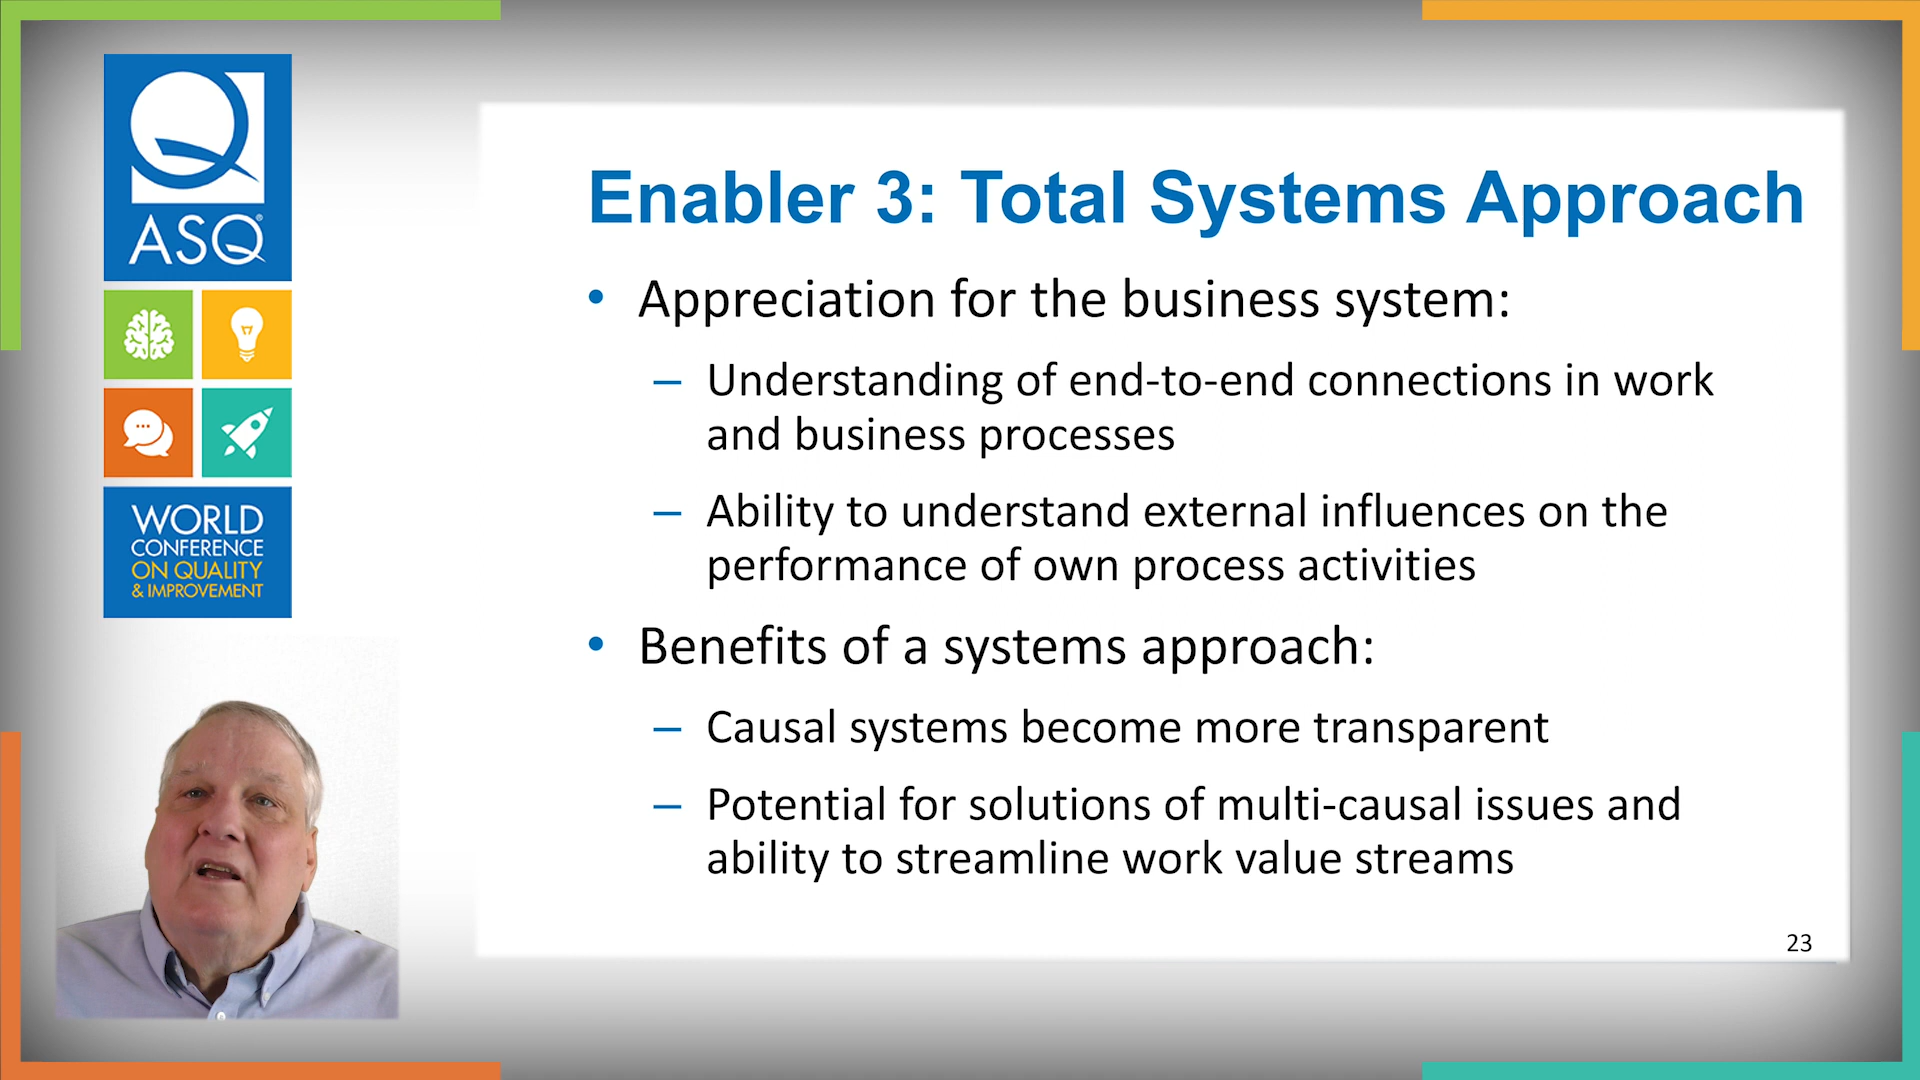 ASQ®
WORLD
CONFERENCE
ON QUALITY
& IMPROVEMENT
Enabler 3: Total Systems Approach
• Appreciation for the business system:
– Understanding of end-to-end connections in work
and business processes
– Ability to understand external influences on the
performance of own process activities
• Benefits of a systems approach:
– Causal systems become more transparent
– Potential for solutions of multi-causal issues and
ability to streamline work value streams
23